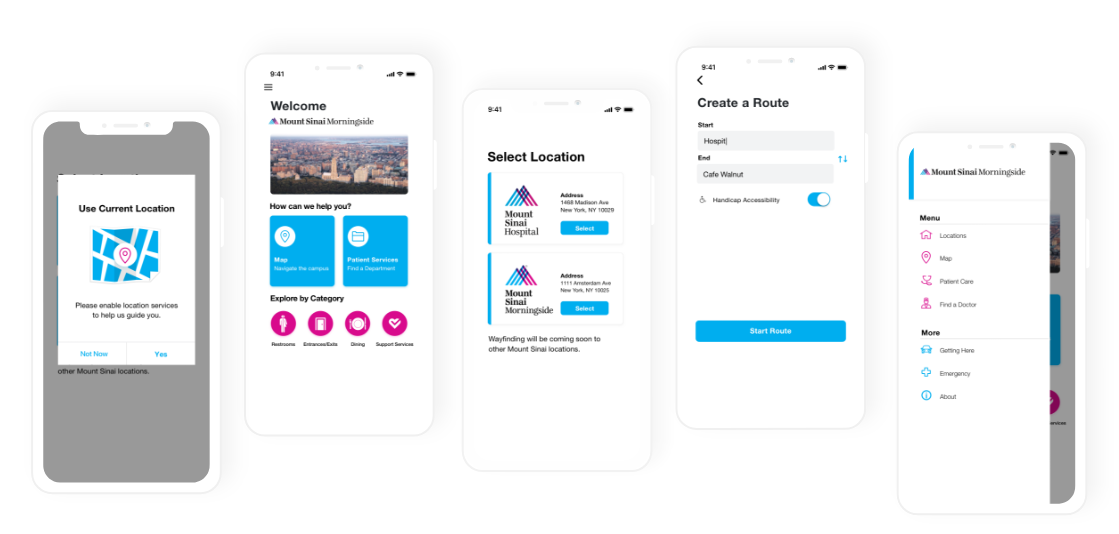 Use Current Location
Please enable location services
to help us guide you.
Not Now
Yes
other Mount Sinai locations.
9:41
Welcome
Mount Sinai Morningside
How can we help you?
Map
Navigate the campus
Patient Services
Find a Department
Explore by Category
Restrooms
Entrances/Exits
Dining
Support Services
9:41
Select Location
Mount
Sinai
Hospital
Address
1468 Madison Ave
New York, NY 10029
Select
Mount
Sinai
Morningside
Address
1111 Amsterdam Ave
New York, NY 10025
Select
Wayfinding will be coming soon to
other Mount Sinai locations.
9:41
Create a Route
Start
Hospit
End
Cafe Walnut
Handicap Accessibility
Start Route
Mount Sinai Morningside
Menu
Locations
Map
Patient Care
Find a Doctor
More
Getting Here
Emergency
About